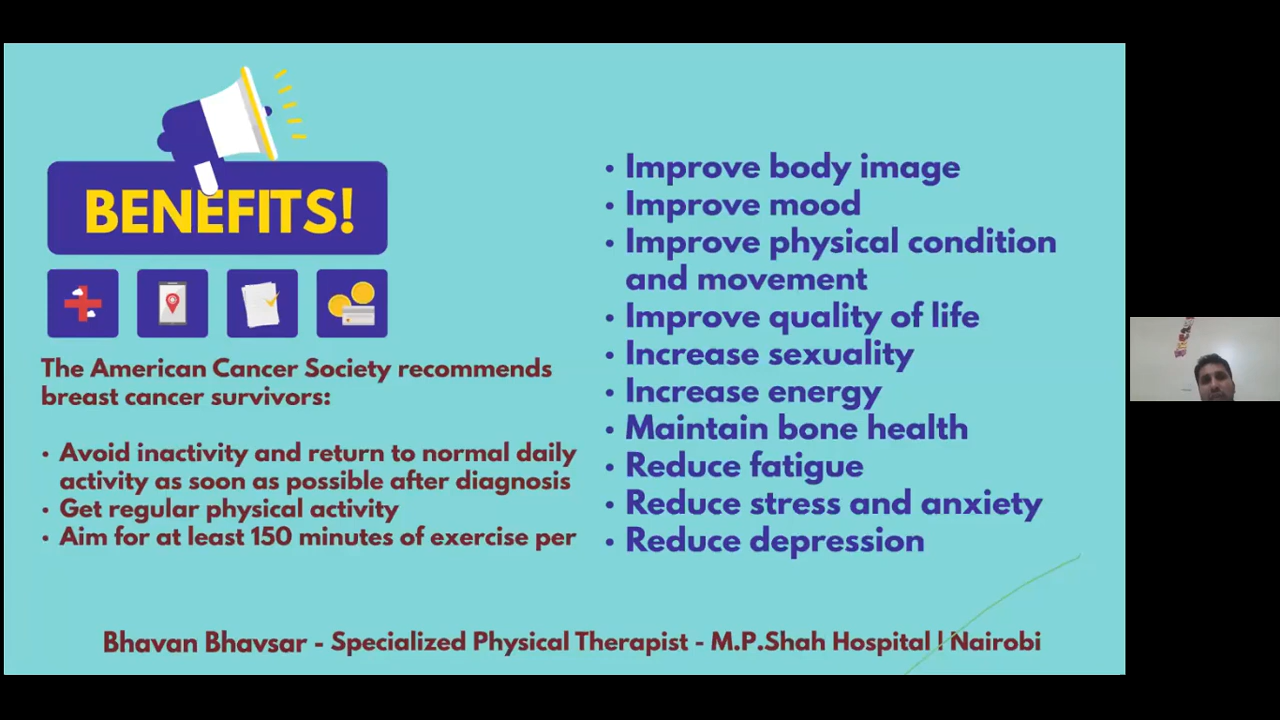 BENEFITS!
The American Cancer Society recommends
breast cancer survivors:
• Avoid inactivity and return to normal daily
activity as soon as possible after diagnosis
• Get regular physical activity
• Aim for at least 150 minutes of exercise per
• Improve body image
• Improve mood
• Improve physical condition
and movement
• Improve quality of life
• Increase sexuality
• Increase energy
• Maintain bone health
• Reduce fatigue
• Reduce stress and anxiety
• Reduce depression
Bhavan Bhavsar - Specialized Physical Therapist - M.P.Shah Hospital | Nairobi